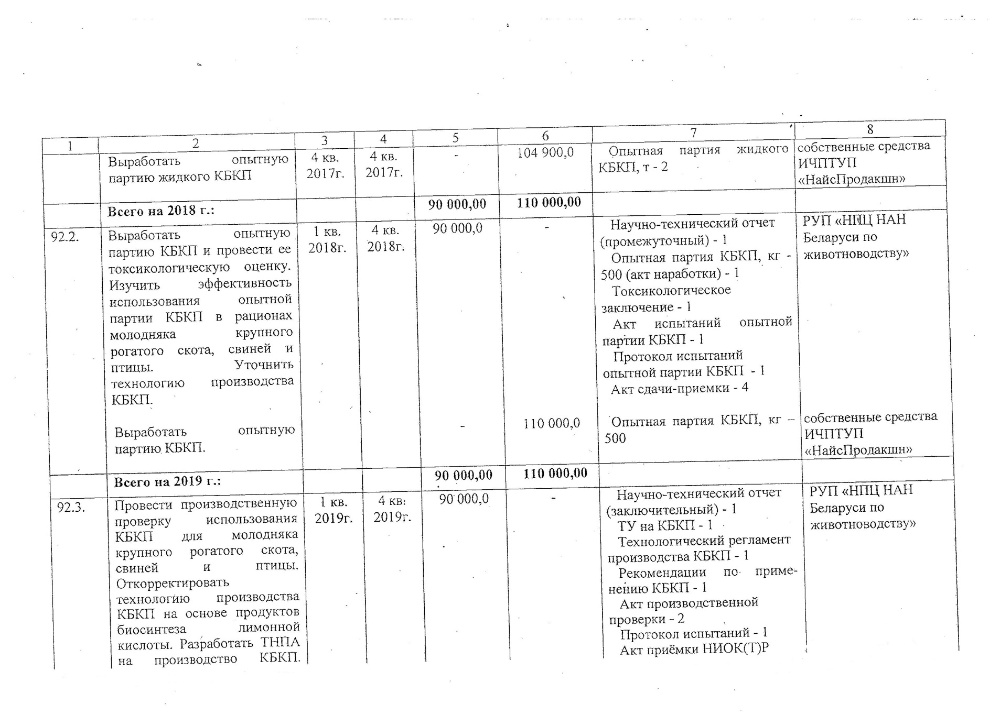 1 2 3 4 5 6 7 8
Выработать опытную
партию жидкого КБКП
4 кв.
2017г.
4 кв.
2017г.
-
104 900,0
Опытная партия жидкого
КБКП, т - 2
собственные средства
ИЧПТУП
«НайсПродакшн»
Всего на 2018 г.:
90 000,00
110 000,00
92.2.
Выработать опытную
партию КБКП и провести ее
токсикологическую оценку.
Изучить эффективность
использования опытной
партии КБКП в рационах
молодняка крупного
рогатого скота, свиней и
птицы. Уточнить
технологию производства
КБКП.
1 кв.
2018г.
4 кв.
2018г.
90 000,0
-
Научно-технический отчет
(промежуточный) - 1
Опытная партия КБКП, кг -
500 (акт наработки) - 1
Токсикологическое
заключение - 1
Акт испытаний опытной
партии КБКП - 1
Протокол испытаний
опытной партии КБКП - 1
Акт сдачи-приемки - 4
РУП «НПЦ НАН
Беларуси по
животноводству»
Выработать опытную
партию КБКП.
-
110 000,0
Опытная партия КБКП, кг –
500
собственные средства
ИЧПТУП
«НайсПродакшн»
Всего на 2019 г.:
90 000,00
110 000,00
92.3.
Провести производственную
проверку использования
КБКП для молодняка
крупного рогатого скота,
свиней и птицы.
Откорректировать
технологию производства
КБКП на основе продуктов
биосинтеза лимонной
кислоты. Разработать ТНПА
на производство КБКП.
1 кв.
2019г.
4 кв.
2019г.
90 000,0
-
Научно-технический отчет
(заключительный) - 1
ТУ на КБКП - 1
Технологический регламент
производства КБКП - 1
Рекомендации по приме-
нению КБКП - 1
Акт производственной
проверки - 2
Протокол испытаний - 1
Акт приёмки НИОК(Т)Р
РУП «НПЦ НАН
Беларуси по
животноводству»